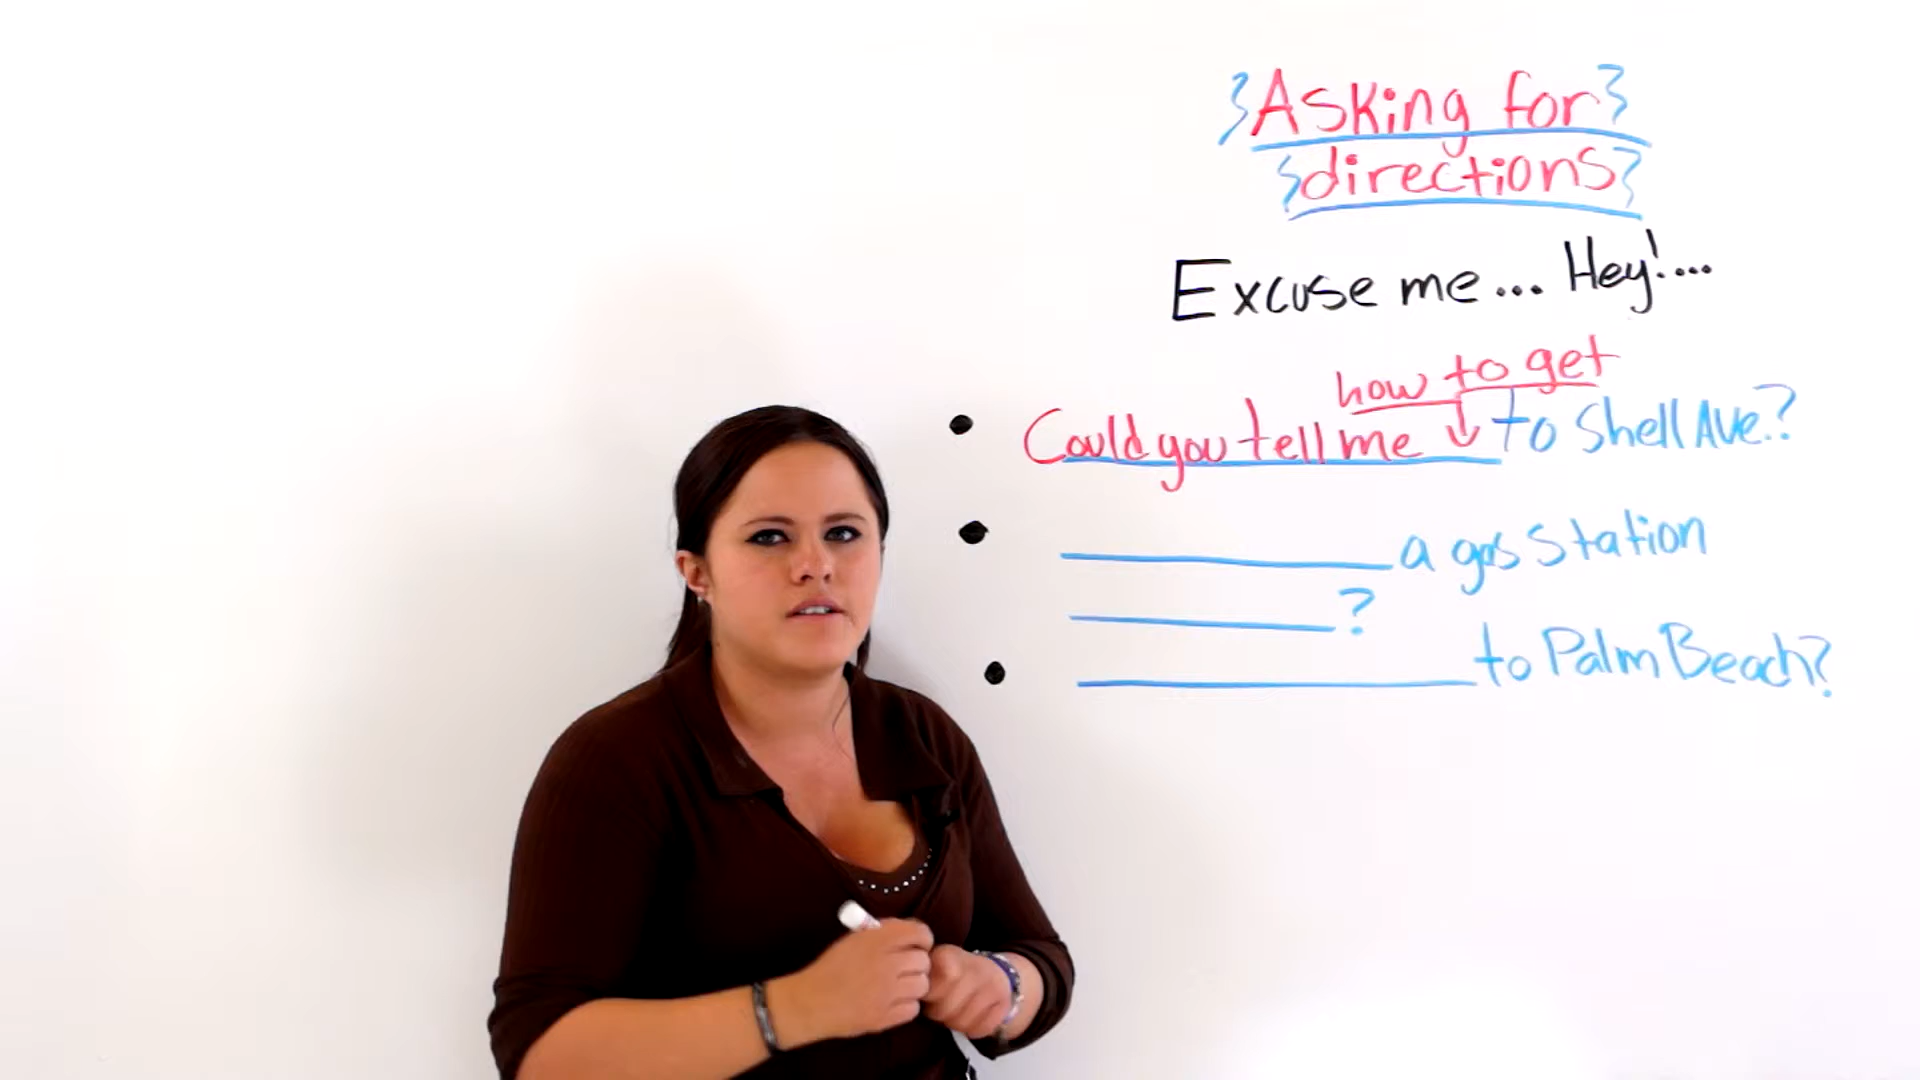 Asking for
directions
Excuse me... Hey!....
how to get
Could you tell me to Shell Ave.?
a gas station
?
to Palm Beach?